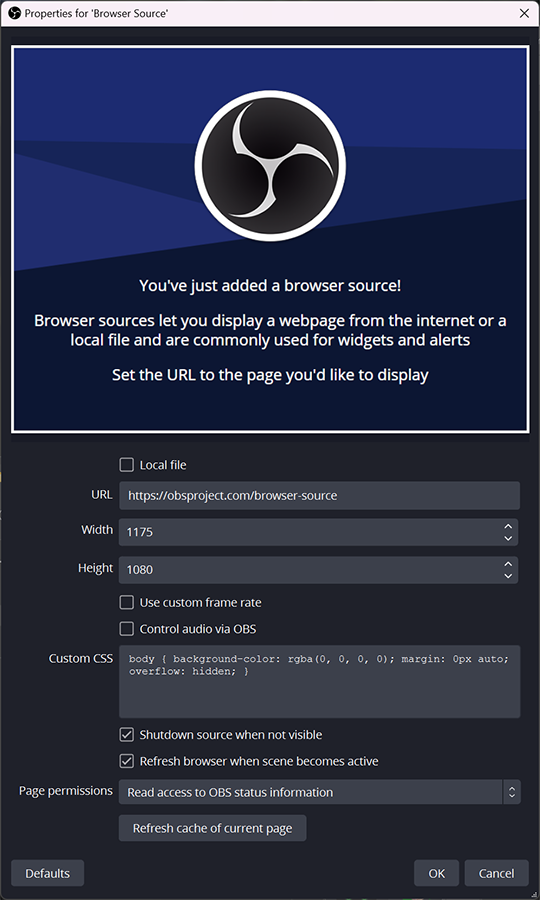 Properties for 'Browser Source'
You've just added a browser source!
Browser sources let you display a webpage from the internet or a
local file and are commonly used for widgets and alerts
Set the URL to the page you'd like to display
Local file
URL https://obsproject.com/browser-source
Width 1175
Height 1080
Use custom frame rate
Control audio via OBS
Custom CSS body { background-color: rgba(0, 0, 0, 0); margin: 0px auto;
overflow: hidden; }
Shutdown source when not visible
Refresh browser when scene becomes active
Page permissions Read access to OBS status information
Refresh cache of current page
Defaults OK Cancel